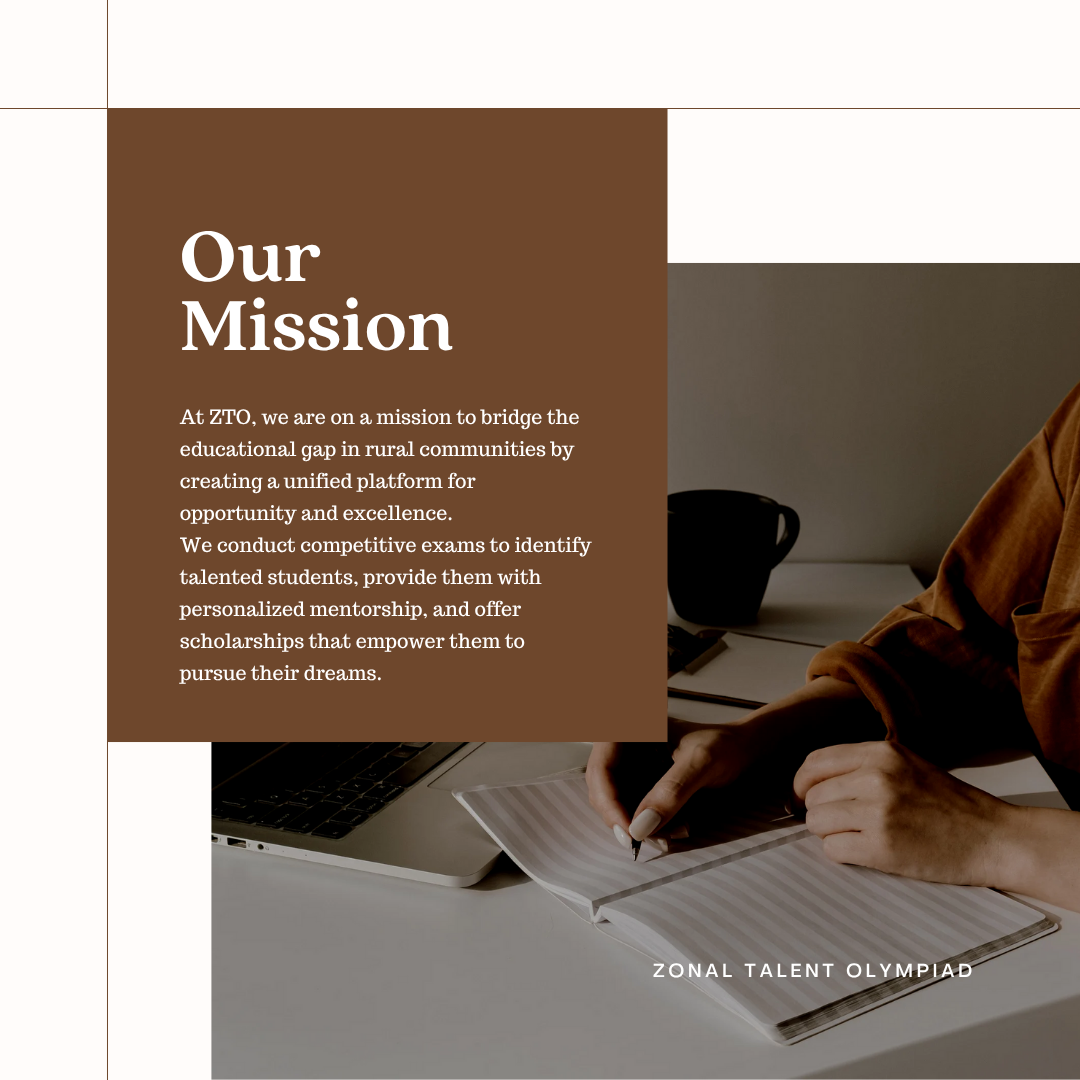 Our
Mission
At ZTO, we are on a mission to bridge the
educational gap in rural communities by
creating a unified platform for
opportunity and excellence.
We conduct competitive exams to identify
talented students, provide them with
personalized mentorship, and offer
scholarships that empower them to
pursue their dreams.
ZONAL TALENT OLYMPIAD